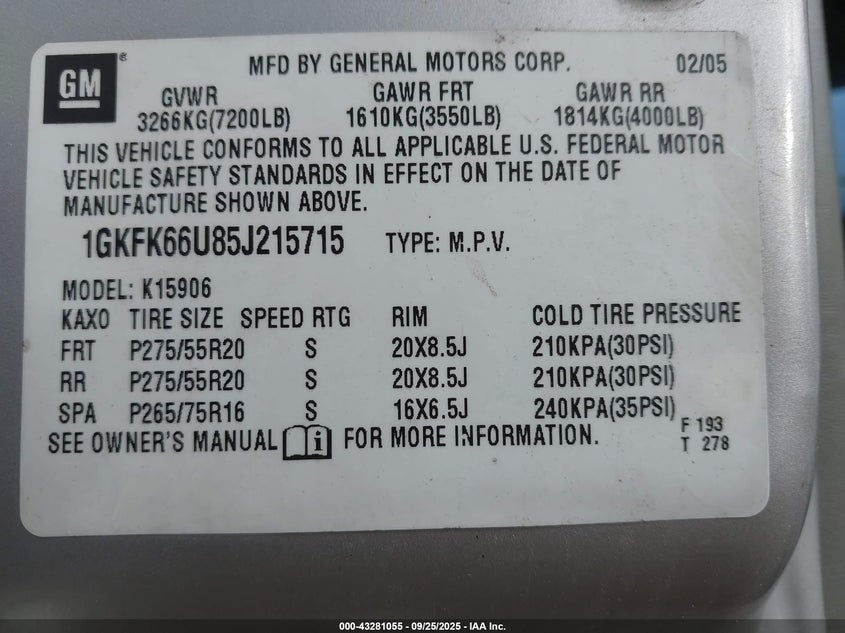 GM®
MFD BY GENERAL MOTORS CORP. 02/05
GVWR GAWR FRT GAWR RR
3266KG(7200LB) 1610KG(3550LB) 1814KG(4000LB)
THIS VEHICLE CONFORMS TO ALL APPLICABLE U.S. FEDERAL MOTOR
VEHICLE SAFETY STANDARDS IN EFFECT ON THE DATE OF
MANUFACTURE SHOWN ABOVE.
1GKFK66U85J215715 TYPE: M.P.V.
MODEL: K15906
KAXO TIRE SIZE SPEED RTG RIM COLD TIRE PRESSURE
FRT P275/55R20 S 20X8.5J 210KPA(30PSI)
RR P275/55R20 S 20X8.5J 210KPA(30PSI)
SPA P265/75R16 S 16X6.5J 240KPA(35PSI)
SEE OWNER'S MANUAL i FOR MORE INFORMATION.
F 193
T 278
000-43281055 - 09/25/2025 - IAA Inc.